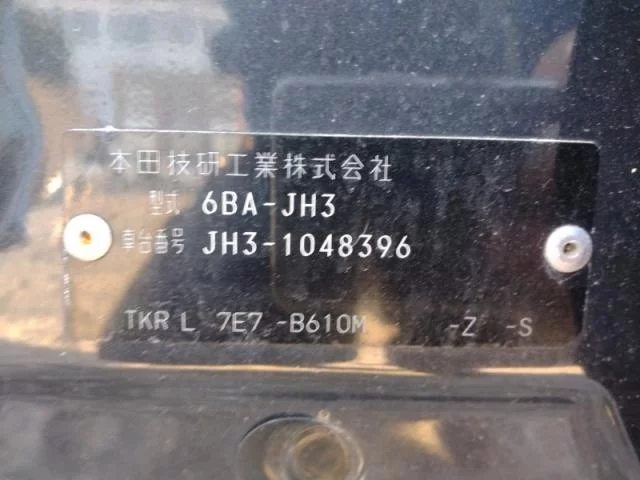 本田技研工業株式会社
型式 6BA-JH3
車台番号 JH3-1048396
TKR L 7E7 -B610M -Z -S